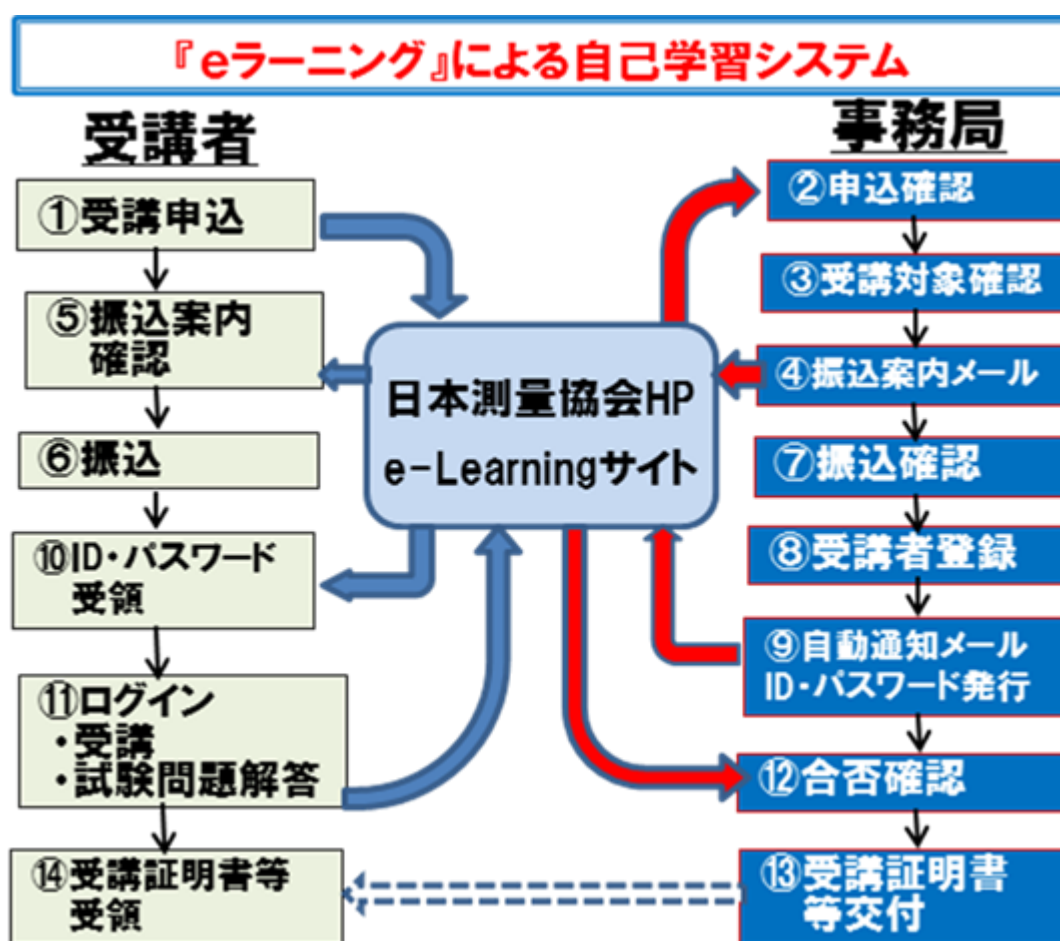 『eラーニング』による自己学習システム
受講者
①受講申込
⑤振込案内
確認
⑥振込
⑩ID・パスワード
受領
⑪ログイン
・受講
・試験問題解答
⑭受講証明書等
受領
日本測量協会HP
e-Learningサイト
事務局
②申込確認
③受講対象確認
④振込案内メール
⑦振込確認
⑧受講者登録
⑨自動通知メール
ID・パスワード発行
⑫合否確認
⑬受講証明書
等交付